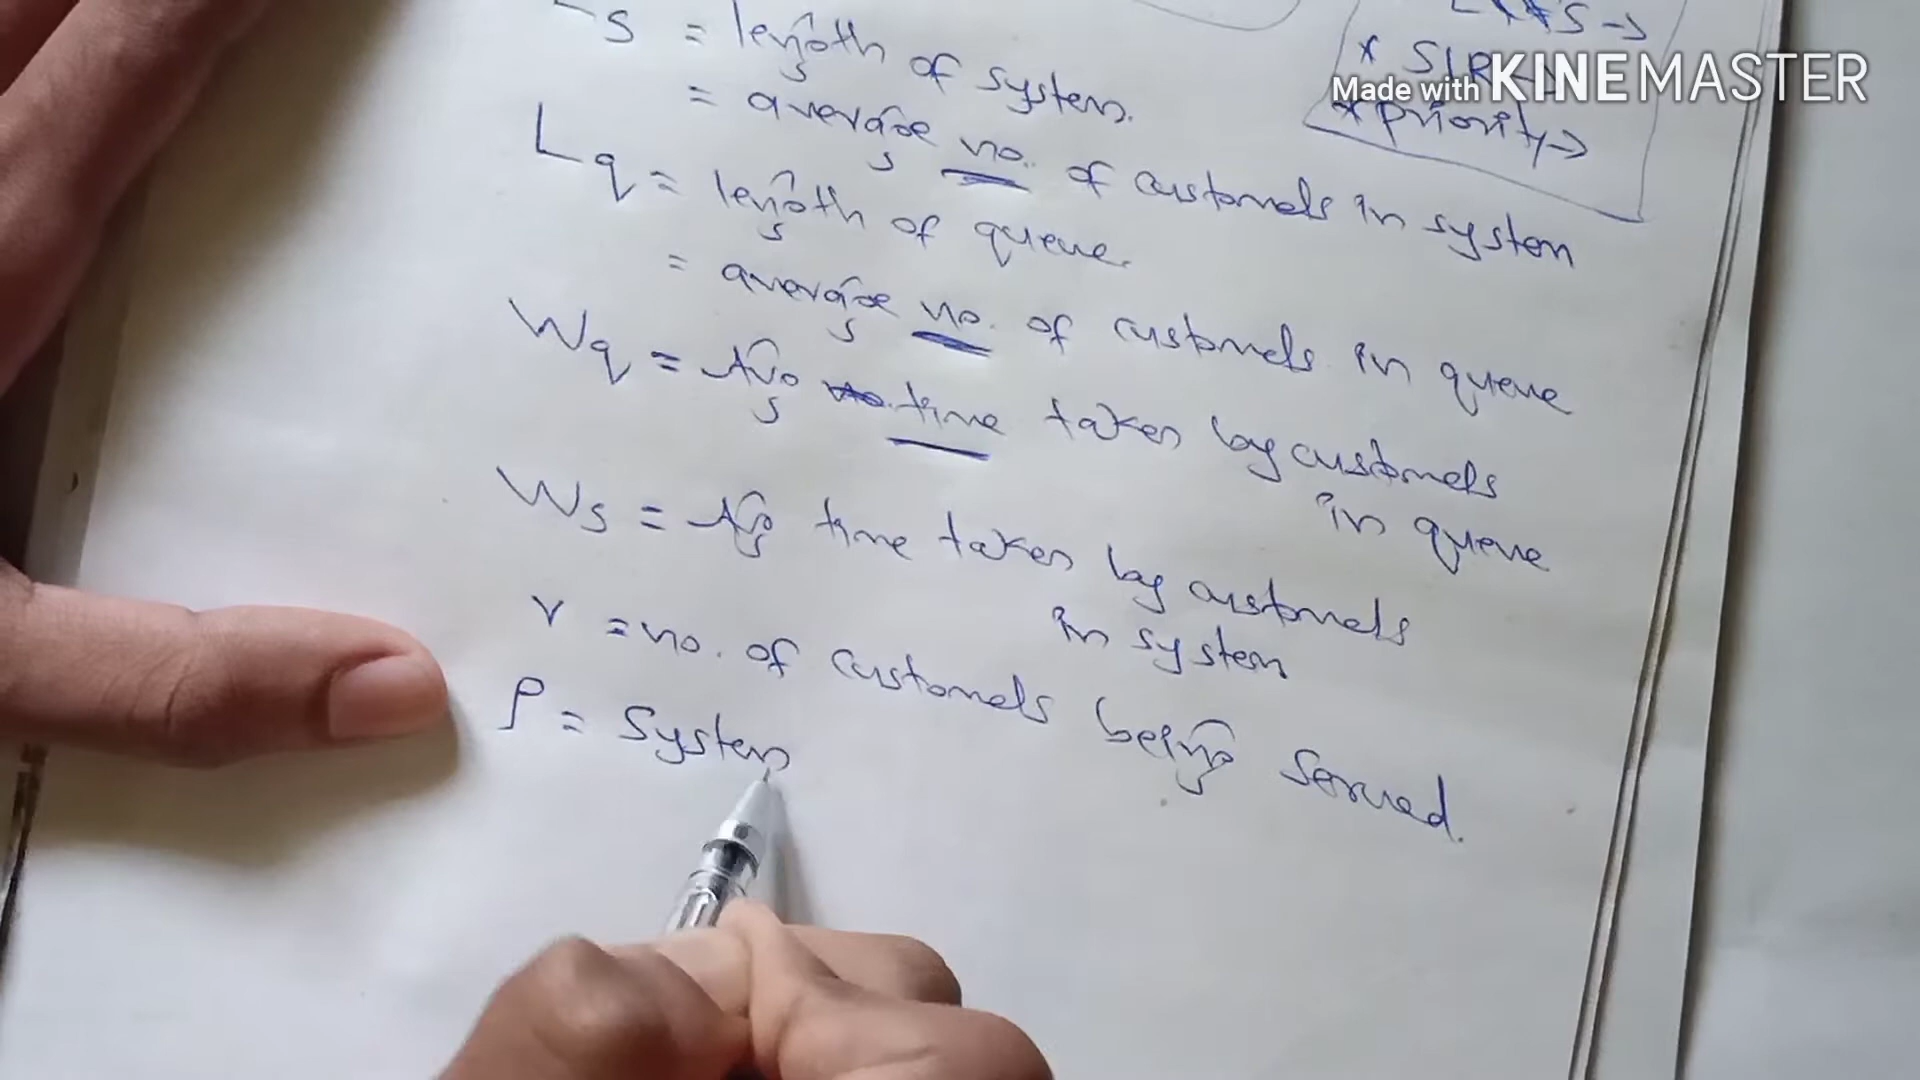 Ls = length of system.
= average no. of customers in system
Lq = length of queue.
= average no. of customers in queue
Wq = Avg time taken by customers
in queue
Ws = Avg time taken by customers
in system
r = no. of customers being served.
ρ = System
* SIR→
* priority→
Made with KINEMASTER